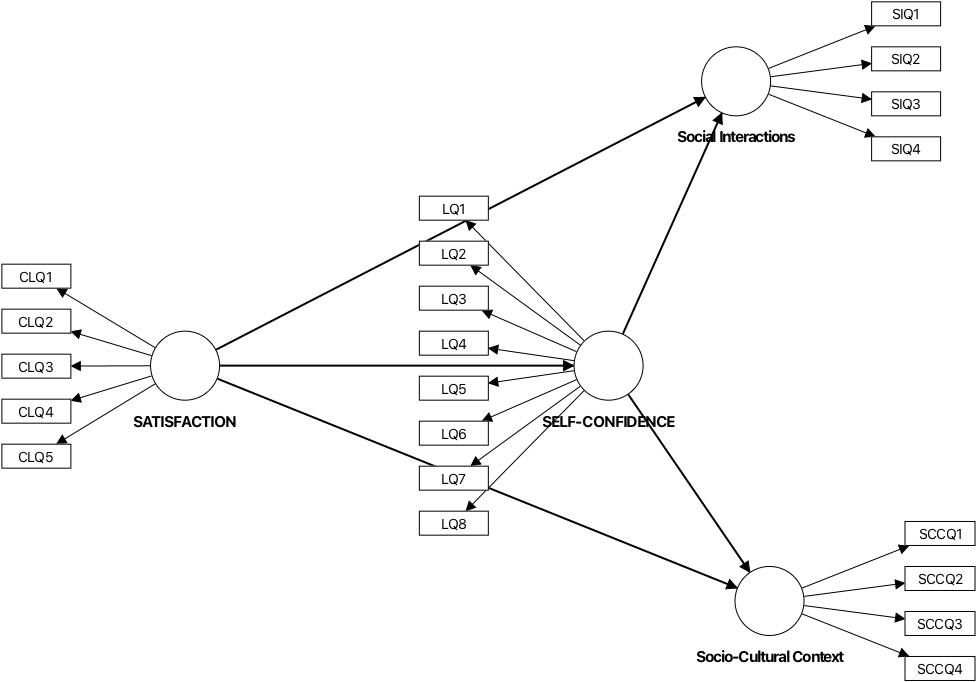 SIQ1
SIQ2
SIQ3
SIQ4
Social Interactions
LQ1
LQ2
LQ3
LQ4
LQ5
LQ6
LQ7
LQ8
CLQ1
CLQ2
CLQ3
CLQ4
CLQ5
SATISFACTION
SELF-CONFIDENCE
SCCQ1
SCCQ2
SCCQ3
SCCQ4
Socio-Cultural Context